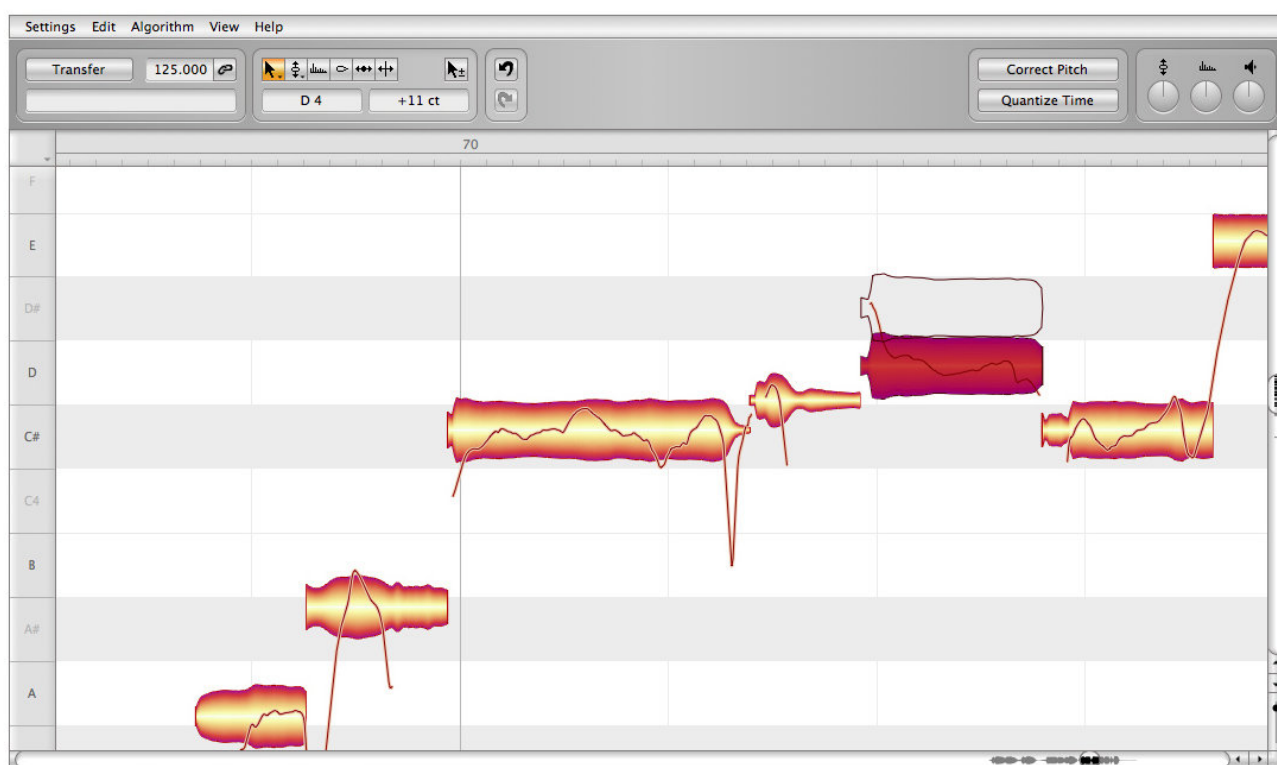 Settings Edit Algorithm View Help
Transfer 125.000
Correct Pitch
D 4 +11 ct
Quantize Time
70
F
E
D#
D
C#
C4
B
A#
A